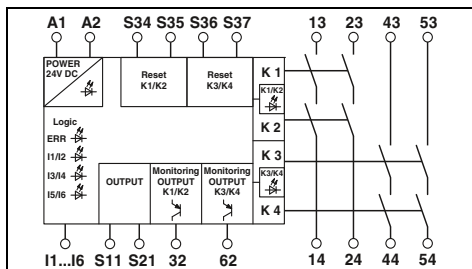 A1 A2 S34 S35 S36 S37 13 23 43 53
POWER
24V DC
Reset
K1/K2
Reset
K3/K4
K 1
K1/K2
K 2
Logic
ERR
I1/I2
I3/I4
I5/I6
K 3
K3/K4
K 4
OUTPUT
Monitoring
OUTPUT
K1/K2
Monitoring
OUTPUT
K3/K4
I1...I6 S11 S21 32 62 14 24 44 54